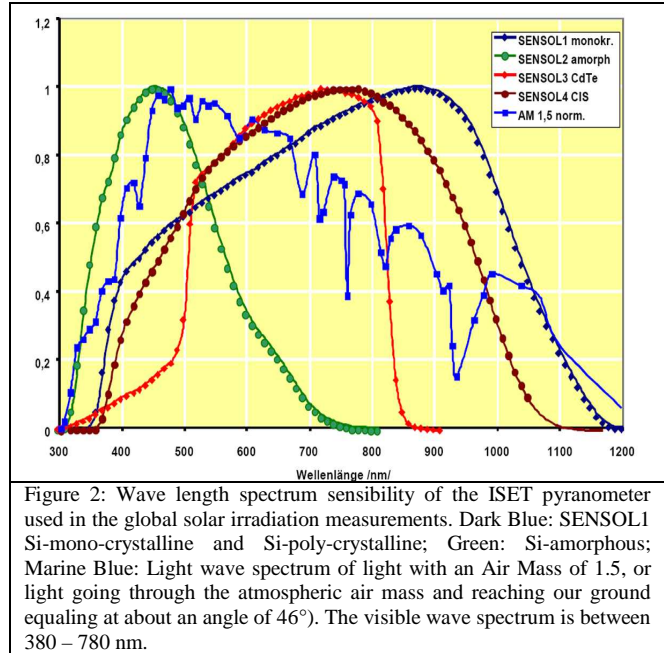 1,2
1
0,8
0,6
0,4
0,2
0
SENSOL1 monokr.
SENSOL2 amorph
SENSOL3 CdTe
SENSOL4 CIS
AM 1,5 norm.
300 400 500 600 700 800 900 1000 1100 1200
Wellenlänge /nm/
Figure 2: Wave length spectrum sensibility of the ISET pyranometer
used in the global solar irradiation measurements. Dark Blue: SENSOL1
Si-mono-crystalline and Si-poly-crystalline; Green: Si-amorphous;
Marine Blue: Light wave spectrum of light with an Air Mass of 1.5, or
light going through the atmospheric air mass and reaching our ground
equaling at about an angle of 46°). The visible wave spectrum is between
380 – 780 nm.